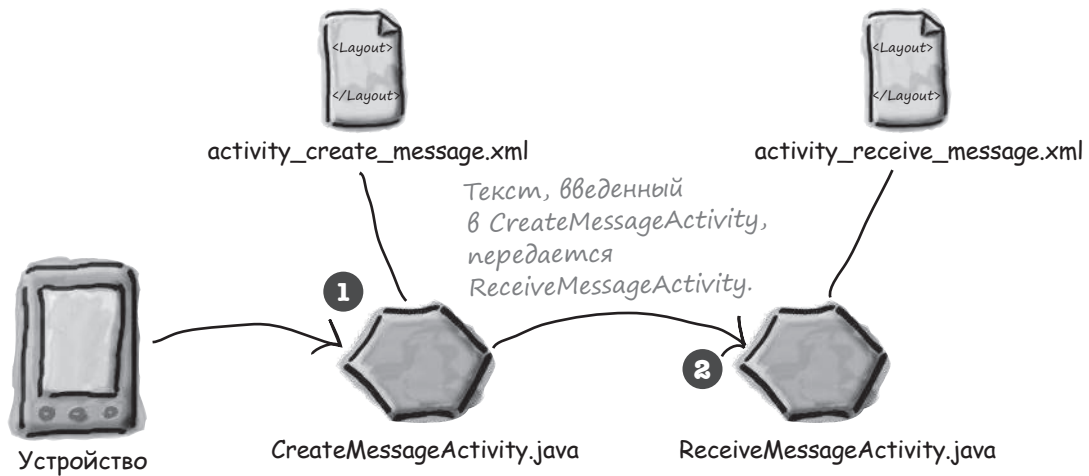 <Layout>
</Layout>
activity_create_message.xml
<Layout>
</Layout>
activity_receive_message.xml
Текст, введенный
в CreateMessageActivity,
передается
ReceiveMessageActivity.
1
2
Устройство
CreateMessageActivity.java
ReceiveMessageActivity.java